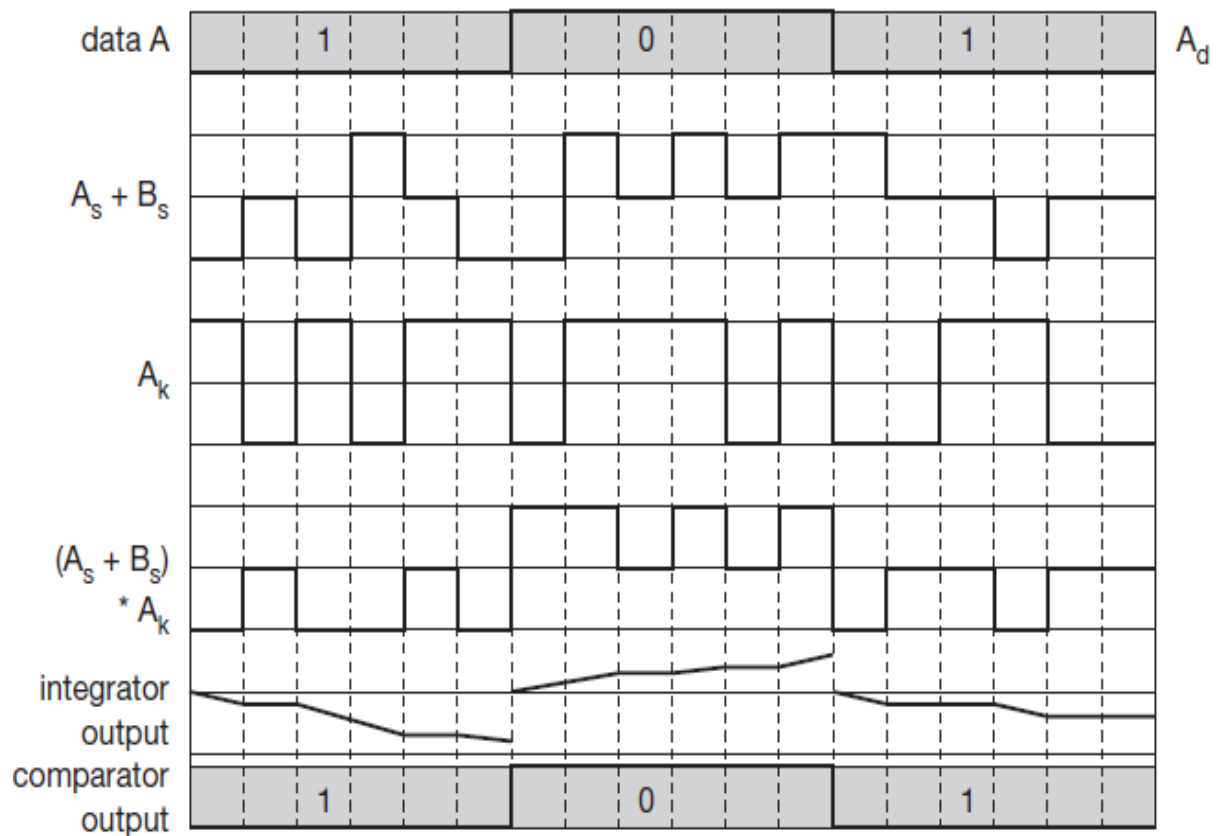 data A 1 0 1 A_d
A_s + B_s
A_k
(A_s + B_s)
* A_k
integrator
output
comparator
output 1 0 1